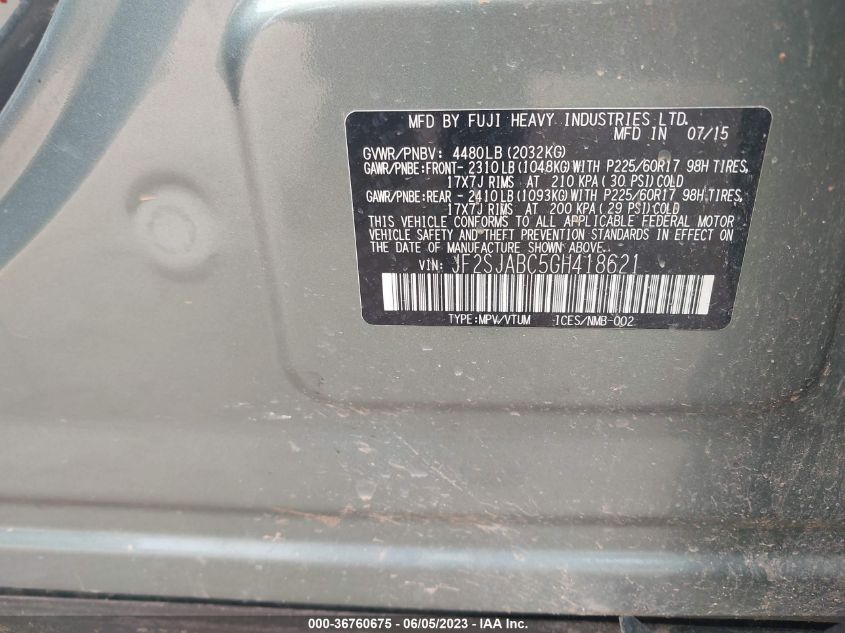 MFD BY FUJI HEAVY INDUSTRIES LTD.
MFD IN 07/15
GVWR/PNBV: 4480LB (2032KG)
GAWR/PNBE:FRONT- 2310LB (1048KG) WITH P225/60R17 98H TIRES,
17X7J RIMS AT 210 KPA (30 PSI) COLD
GAWR/PNBE:REAR - 2410LB (1093KG) WITH P225/60R17 98H TIRES,
17X7J RIMS AT 200 KPA (29 PSI) COLD
THIS VEHICLE CONFORMS TO ALL APPLICABLE FEDERAL MOTOR
VEHICLE SAFETY AND THEFT PREVENTION STANDARDS IN EFFECT ON
THE DATE OF MANUFACTURE SHOWN ABOVE.
VIN: JF2SJABC5GH418621
TYPE:MPV/VTUM ICES/NMB-002
000-36760675 - 06/05/2023 - IAA Inc.